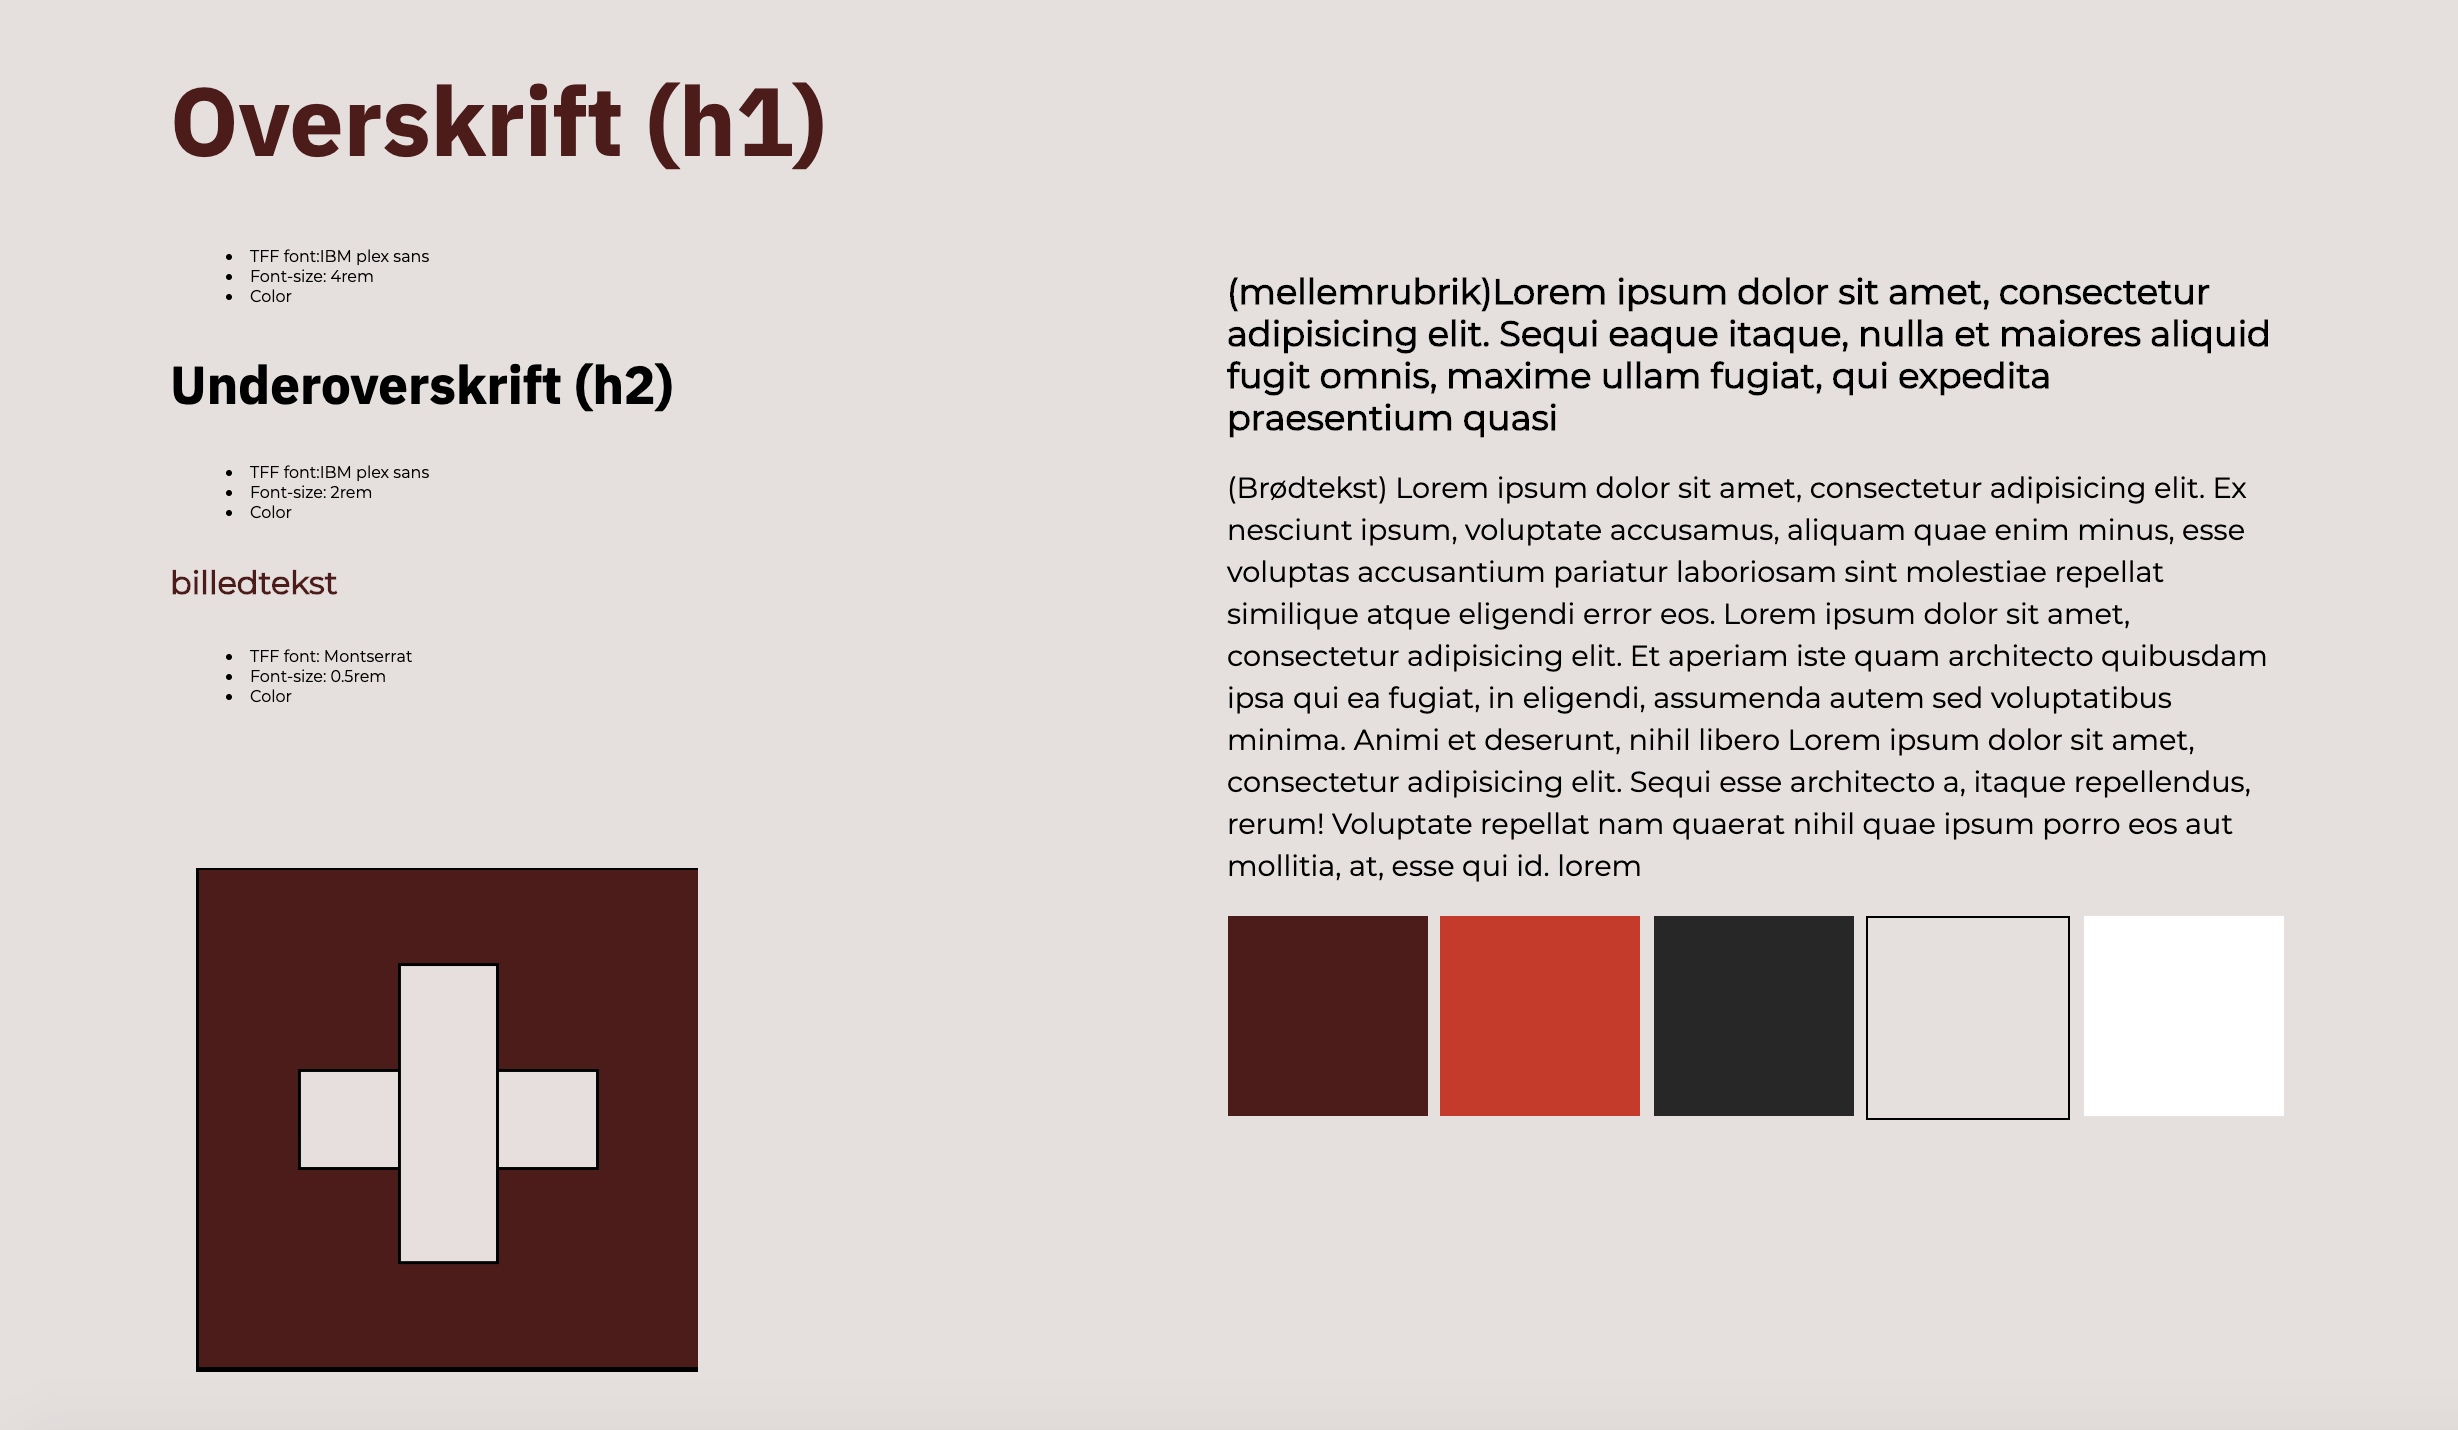 Overskrift (h1)
TFF font:IBM plex sans
Font-size: 4rem
Color
Underoverskrift (h2)
TFF font:IBM plex sans
Font-size: 2rem
Color
billedtekst
TFF font: Montserrat
Font-size: 0.5rem
Color
(mellemrubrik)Lorem ipsum dolor sit amet, consectetur
adipisicing elit. Sequi eaque itaque, nulla et maiores aliquid
fugit omnis, maxime ullam fugiat, qui expedita
praesentium quasi
(Brødtekst) Lorem ipsum dolor sit amet, consectetur adipisicing elit. Ex
nesciunt ipsum, voluptate accusamus, aliquam quae enim minus, esse
voluptas accusantium pariatur laboriosam sint molestiae repellat
similique atque eligendi error eos. Lorem ipsum dolor sit amet,
consectetur adipisicing elit. Et aperiam iste quam architecto quibusdam
ipsa qui ea fugiat, in eligendi, assumenda autem sed voluptatibus
minima. Animi et deserunt, nihil libero Lorem ipsum dolor sit amet,
consectetur adipisicing elit. Sequi esse architecto a, itaque repellendus,
rerum! Voluptate repellat nam quaerat nihil quae ipsum porro eos aut
mollitia, at, esse qui id. lorem